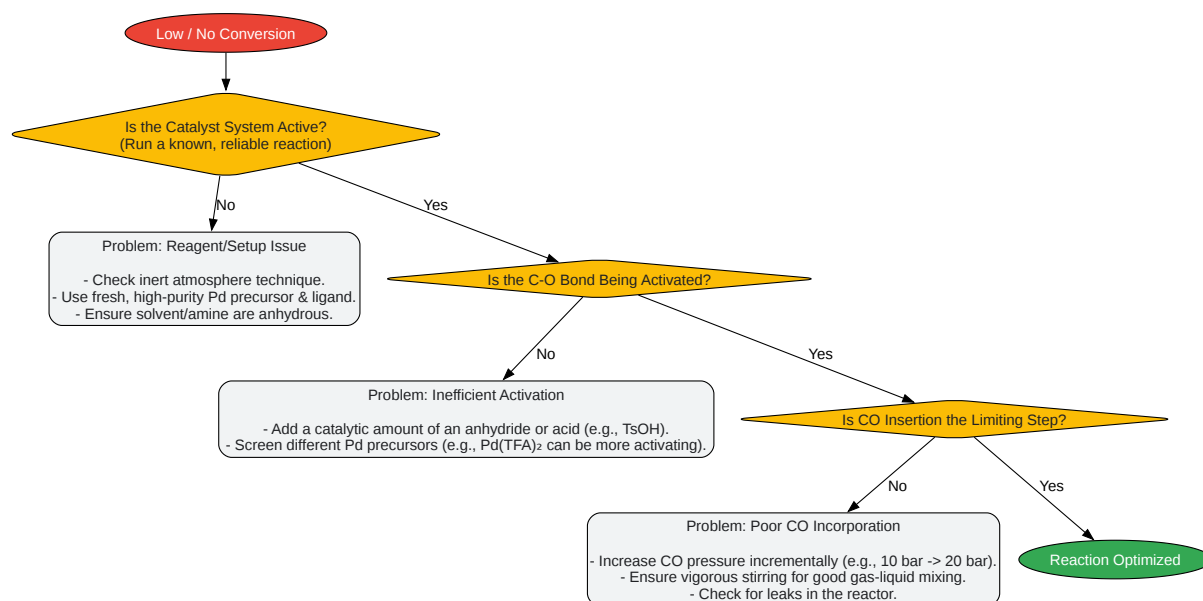 Low / No Conversion
Is the Catalyst System Active?
(Run a known, reliable reaction)
No
Yes
Problem: Reagent/Setup Issue
- Check inert atmosphere technique.
- Use fresh, high-purity Pd precursor & ligand.
- Ensure solvent/amine are anhydrous.
Is the C-O Bond Being Activated?
No
Yes
Problem: Inefficient Activation
- Add a catalytic amount of an anhydride or acid (e.g., TsOH).
- Screen different Pd precursors (e.g., Pd(TFA)₂ can be more activating).
Is CO Insertion the Limiting Step?
No
Yes
Problem: Poor CO Incorporation
- Increase CO pressure incrementally (e.g., 10 bar -> 20 bar).
- Ensure vigorous stirring for good gas-liquid mixing.
- Check for leaks in the reactor.
Reaction Optimized